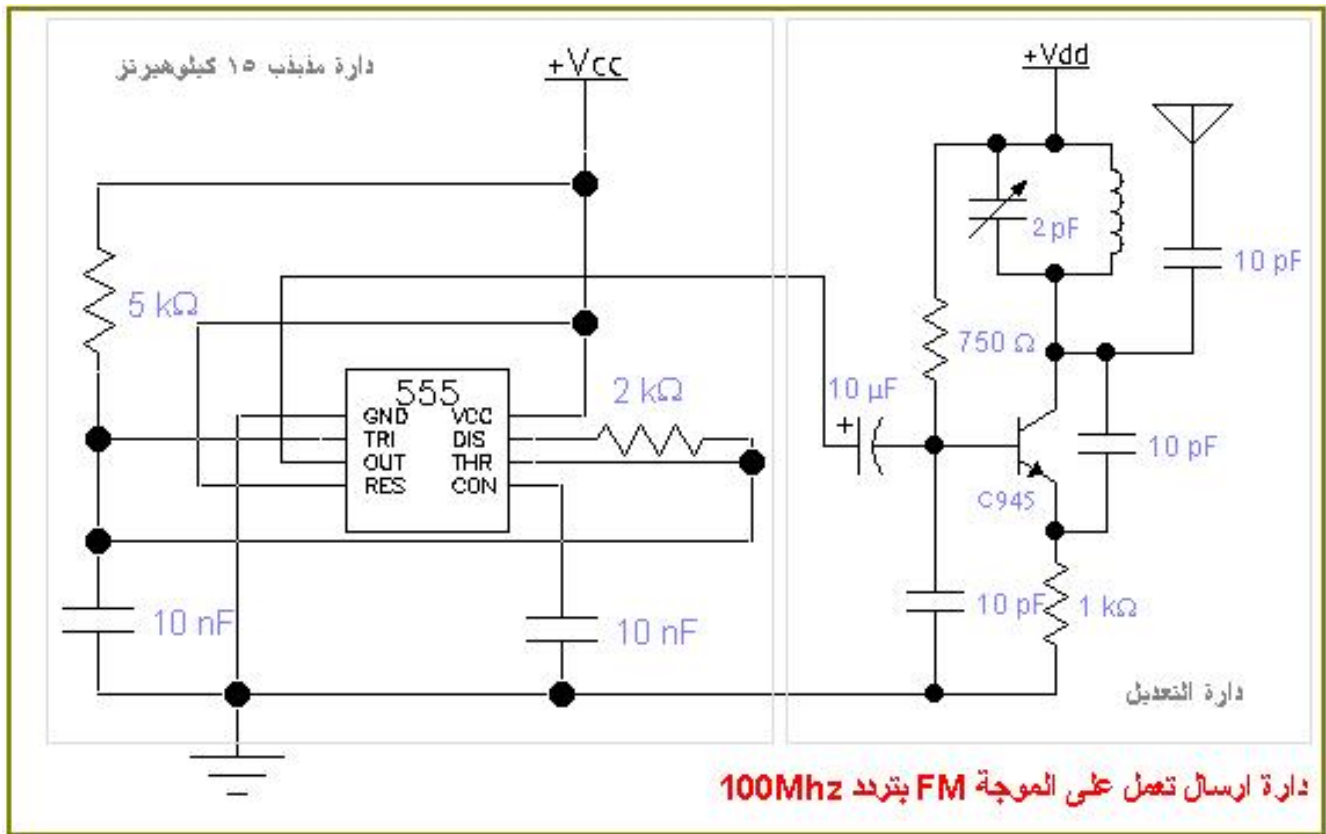 دارة مذبذب ١٥ كيلوهيرتز
+Vcc
+Vdd
2 pF
10 pF
5 kΩ
750 Ω
10 µF
+
555
2 kΩ
GND VCC
TRI DIS
OUT THR
RES CON
10 pF
C945
10 nF
10 nF
10 pF
1 kΩ
دارة التعديل
دارة ارسال تعمل على الموجة FM بتردد 100Mhz